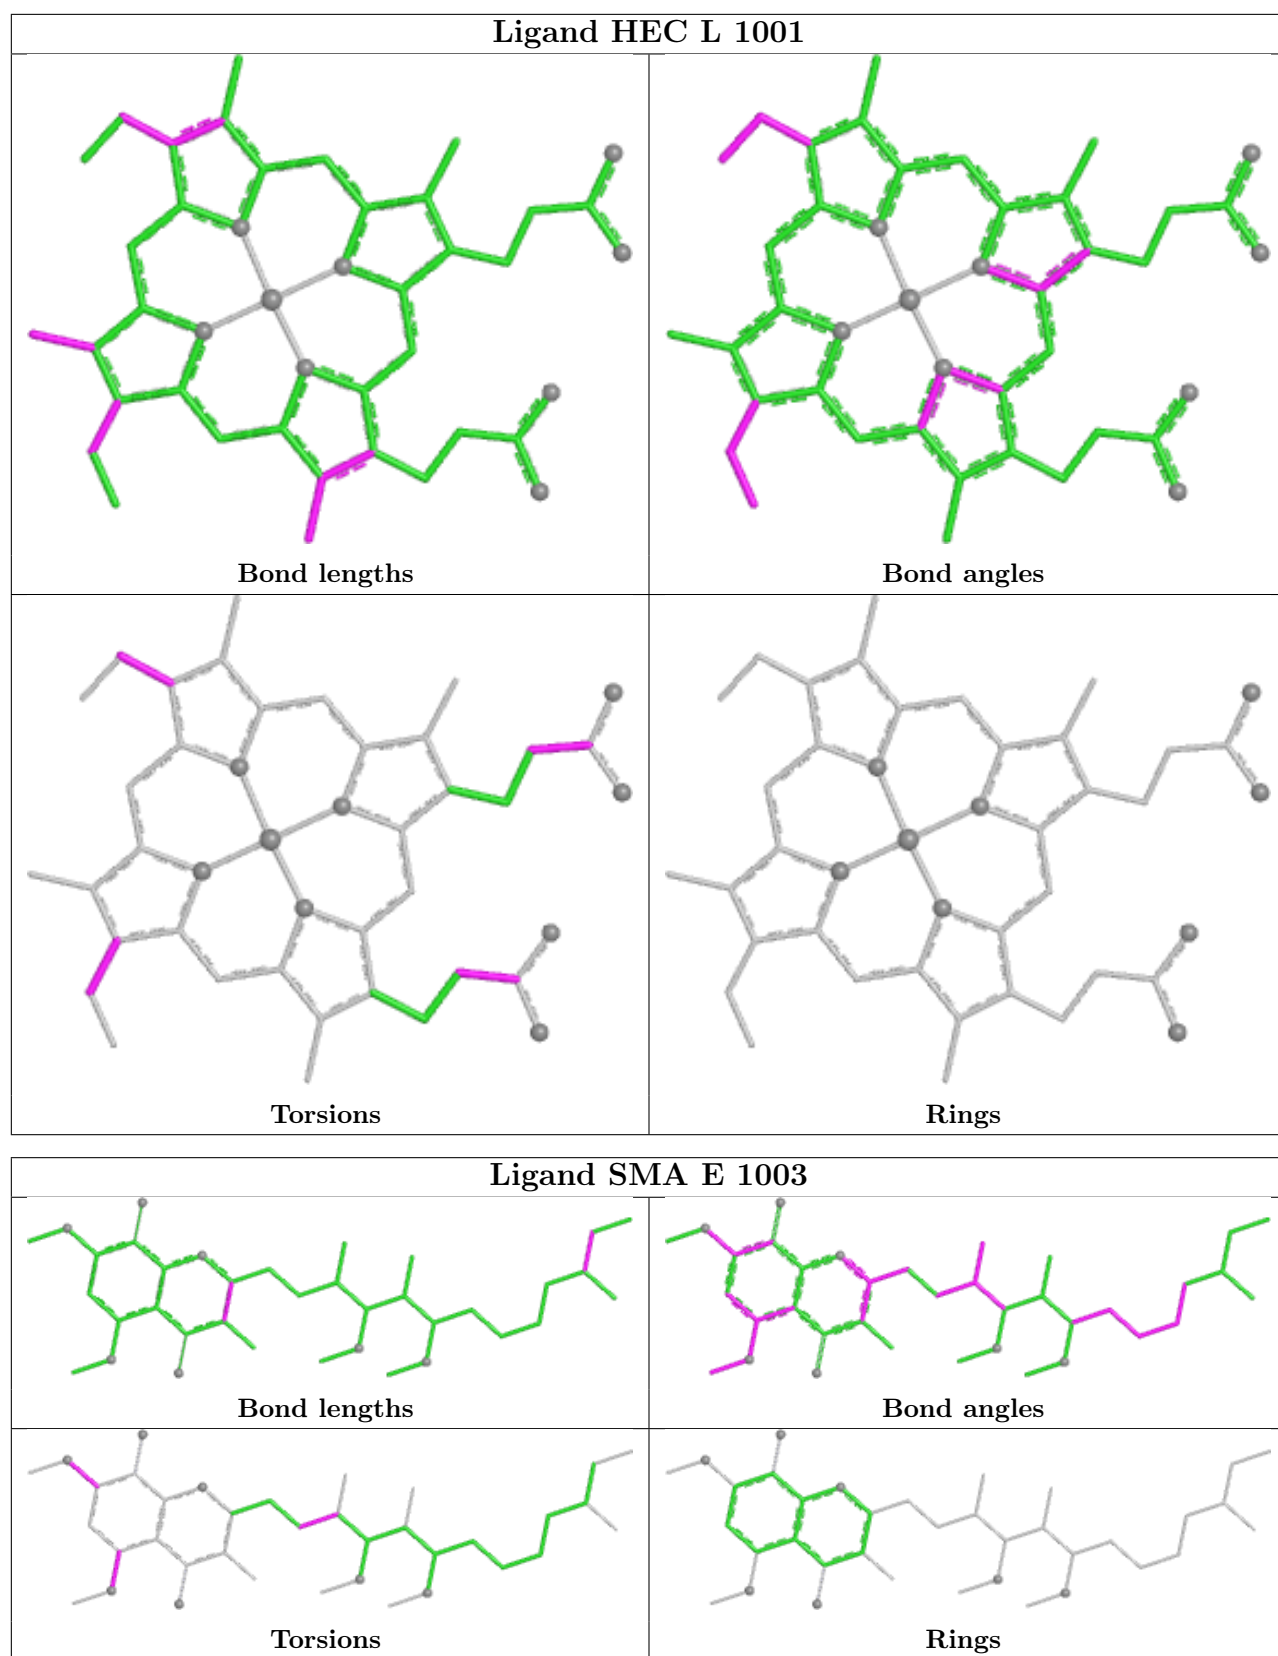 Ligand HEC L 1001
Bond lengths
Bond angles
Torsions
Rings
Ligand SMA E 1003
Bond lengths
Bond angles
Torsions
Rings